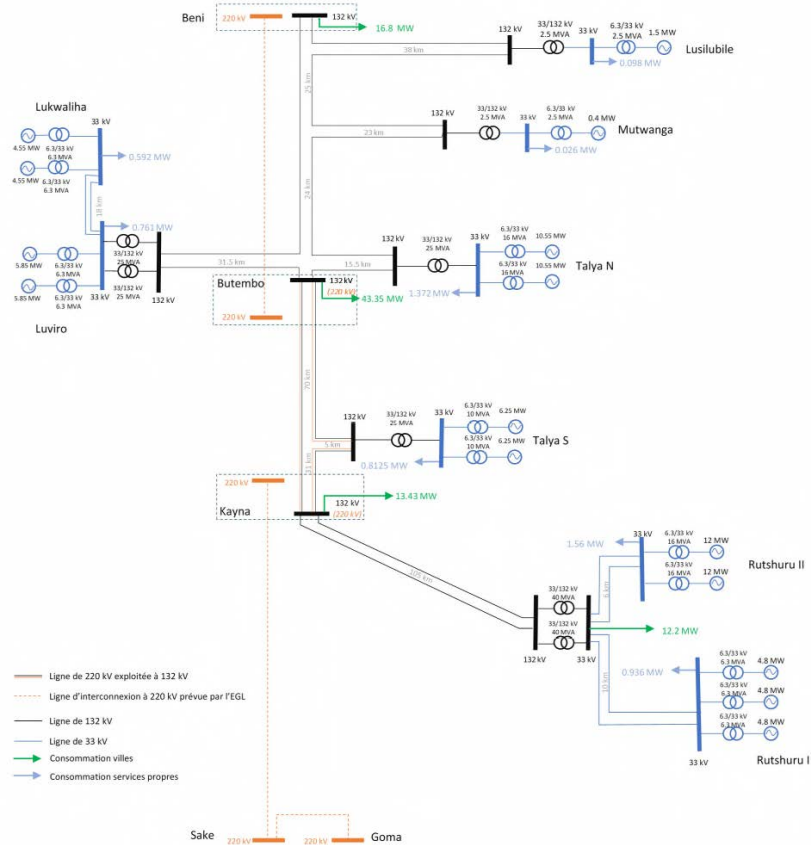 Beni
220 kV
132 kV
16.8 MW
132 kV
33/132 kV
2.5 MVA
33 kV
6.3/33 kV
2.5 MVA
1.5 MW
Lusilubile
0.098 MW
38 km
25 km
Lukwaliha
33 kV
6.3/33 kV
6.3 MVA
4.55 MW
0.592 MW
6.3/33 kV
6.3 MVA
4.55 MW
18 km
132 kV
33/132 kV
2.5 MVA
33 kV
6.3/33 kV
2.5 MVA
0.4 MW
Mutwanga
0.026 MW
23 km
24 km
0.761 MW
33/132 kV
25 MVA
33/132 kV
25 MVA
5.85 MW
6.3/33 kV
6.3 MVA
5.85 MW
6.3/33 kV
6.3 MVA
33 kV
132 kV
Luviro
31.5 km
132 kV
33/132 kV
25 MVA
33 kV
6.3/33 kV
16 MVA
10.55 MW
6.3/33 kV
16 MVA
10.55 MW
Talya N
1.372 MW
15.5 km
Butembo
132 kV
(220 kV)
43.35 MW
220 kV
70 km
132 kV
33/132 kV
25 MVA
33 kV
6.3/33 kV
10 MVA
6.25 MW
6.3/33 kV
10 MVA
6.25 MW
Talya S
0.8125 MW
5 km
220 kV
Kayna
132 kV
(220 kV)
13.43 MW
105 km
33/132 kV
40 MVA
33/132 kV
40 MVA
132 kV
33 kV
12.2 MW
1.56 MW
33 kV
6.3/33 kV
16 MVA
12 MW
6.3/33 kV
16 MVA
12 MW
Rutshuru II
6 km
10 km
0.936 MW
6.3/33 kV
6.3 MVA
4.8 MW
6.3/33 kV
6.3 MVA
4.8 MW
6.3/33 kV
6.3 MVA
4.8 MW
33 kV
Rutshuru I
Ligne de 220 kV exploitée à 132 kV
Ligne d'interconnexion à 220 kV prévue par l'EGL
Ligne de 132 kV
Ligne de 33 kV
Consommation villes
Consommation services propres
Sake
220 kV
220 kV
Goma